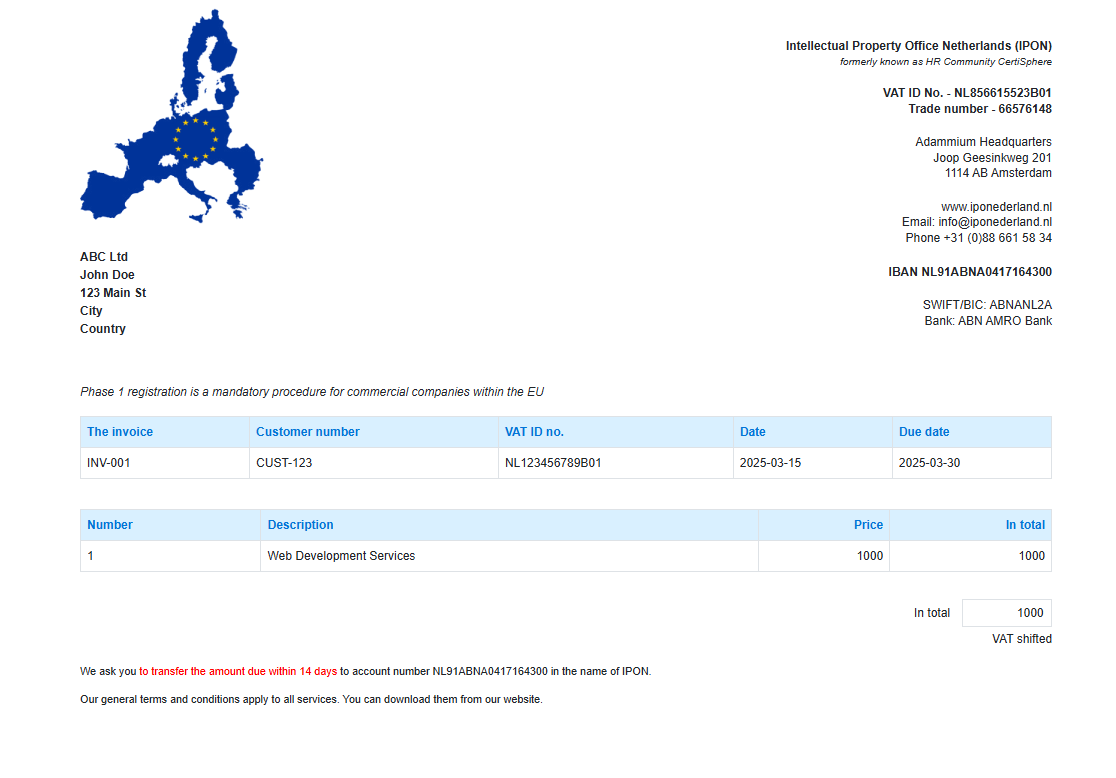 Intellectual Property Office Netherlands (IPON)
formerly known as HR Community CertiSphere
VAT ID No. - NL856615523B01
Trade number - 66576148
Adammium Headquarters
Joop Geesinkweg 201
1114 AB Amsterdam
www.iponederland.nl
Email: info@iponederland.nl
Phone +31 (0)88 661 58 34
IBAN NL91ABNA0417164300
SWIFT/BIC: ABNANL2A
Bank: ABN AMRO Bank
ABC Ltd
John Doe
123 Main St
City
Country
Phase 1 registration is a mandatory procedure for commercial companies within the EU
The invoice Customer number VAT ID no. Date Due date
INV-001 CUST-123 NL123456789B01 2025-03-15 2025-03-30
Number Description Price In total
1 Web Development Services 1000 1000
In total 1000
VAT shifted
We ask you to transfer the amount due within 14 days to account number NL91ABNA0417164300 in the name of IPON.
Our general terms and conditions apply to all services. You can download them from our website.